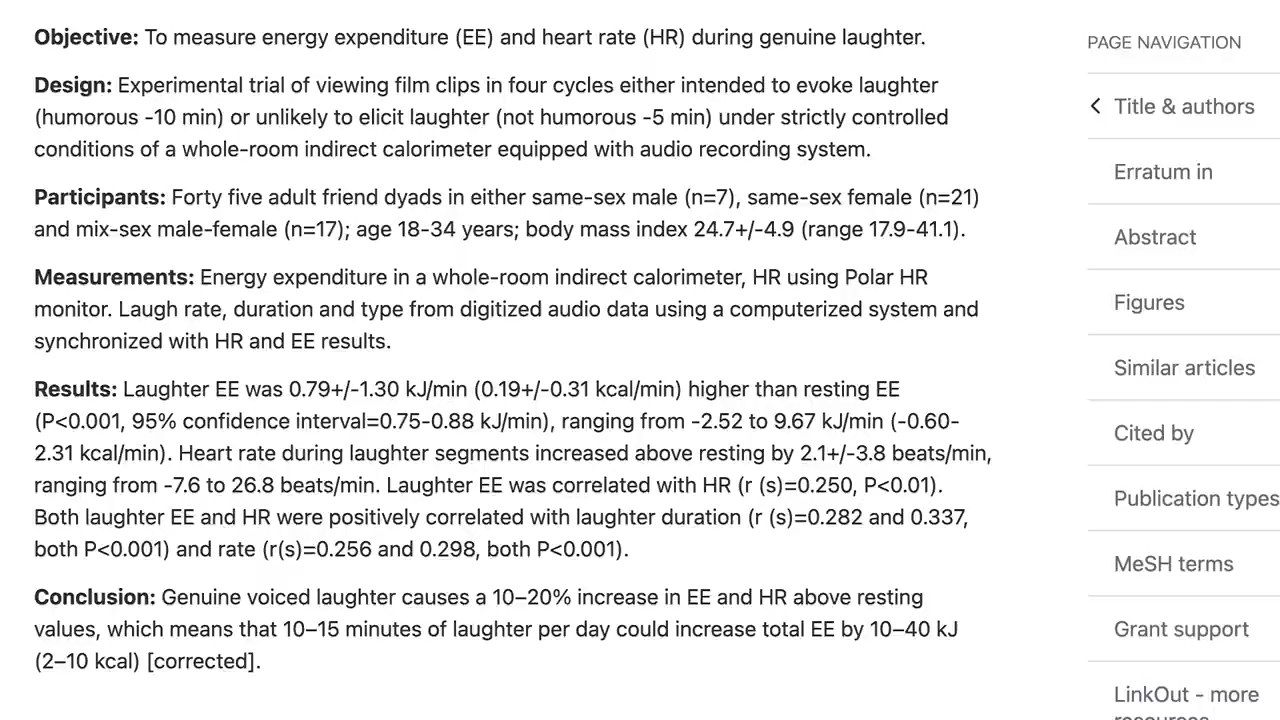 Objective: To measure energy expenditure (EE) and heart rate (HR) during genuine laughter.
Design: Experimental trial of viewing film clips in four cycles either intended to evoke laughter
(humorous -10 min) or unlikely to elicit laughter (not humorous -5 min) under strictly controlled
conditions of a whole-room indirect calorimeter equipped with audio recording system.
Participants: Forty five adult friend dyads in either same-sex male (n=7), same-sex female (n=21)
and mix-sex male-female (n=17); age 18-34 years; body mass index 24.7+/-4.9 (range 17.9-41.1).
Measurements: Energy expenditure in a whole-room indirect calorimeter, HR using Polar HR
monitor. Laugh rate, duration and type from digitized audio data using a computerized system and
synchronized with HR and EE results.
Results: Laughter EE was 0.79+/-1.30 kJ/min (0.19+/-0.31 kcal/min) higher than resting EE
(P<0.001, 95% confidence interval=0.75-0.88 kJ/min), ranging from -2.52 to 9.67 kJ/min (-0.60-
2.31 kcal/min). Heart rate during laughter segments increased above resting by 2.1+/-3.8 beats/min,
ranging from -7.6 to 26.8 beats/min. Laughter EE was correlated with HR (r (s)=0.250, P<0.01).
Both laughter EE and HR were positively correlated with laughter duration (r (s)=0.282 and 0.337,
both P<0.001) and rate (r(s)=0.256 and 0.298, both P<0.001).
Conclusion: Genuine voiced laughter causes a 10–20% increase in EE and HR above resting
values, which means that 10–15 minutes of laughter per day could increase total EE by 10–40 kJ
(2–10 kcal) [corrected].
PAGE NAVIGATION
Title & authors
Erratum in
Abstract
Figures
Similar articles
Cited by
Publication types
MeSH terms
Grant support
LinkOut - more
resources